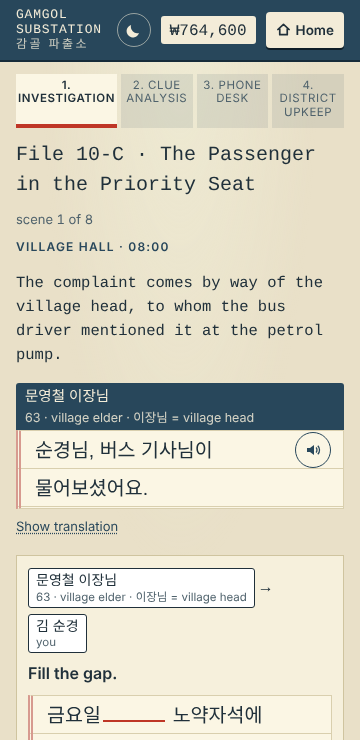 GAMGOL
SUBSTATION
감골 파출소
₩764,600
Home
1.
INVESTIGATION
2. CLUE
ANALYSIS
3. PHONE
DESK
4.
DISTRICT
UPKEEP
File 10-C · The Passenger
in the Priority Seat
scene 1 of 8
VILLAGE HALL · 08:00
The complaint comes by way of the
village head, to whom the bus
driver mentioned it at the petrol
pump.
문영철 이장님
63 · village elder · 이장님 = village head
순경님, 버스 기사님이
물어보셨어요.
Show translation
문영철 이장님
63 · village elder · 이장님 = village head
→
김 순경
you
Fill the gap.
금요일_____ 노약자석에